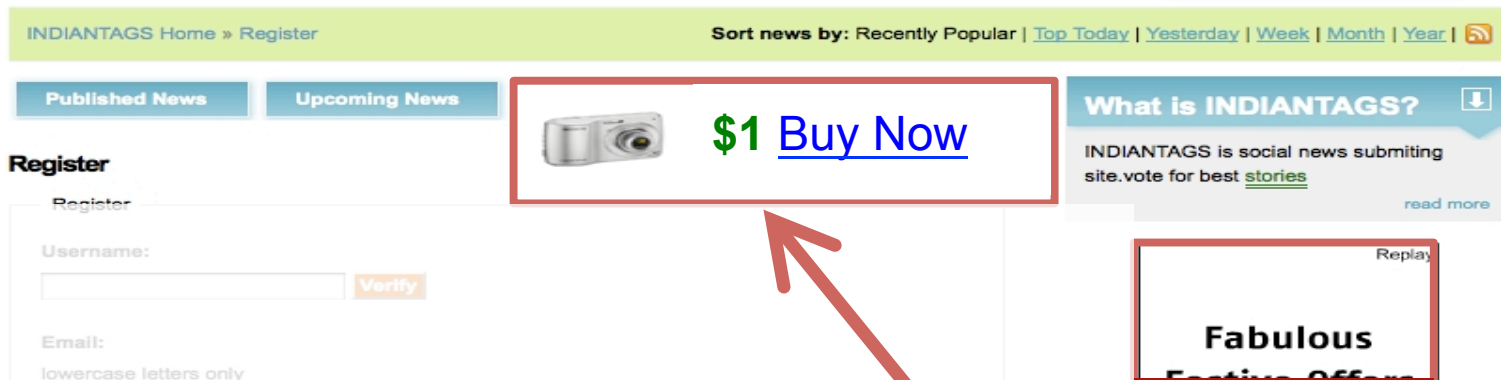 INDIANTAGS Home » Register
Sort news by: Recently Popular | Top Today | Yesterday | Week | Month | Year |
Published News
Upcoming News
$1 Buy Now
What is INDIANTAGS?
INDIANTAGS is social news submiting
site.vote for best stories
read more
Register
Register
Username:
Verify
Email:
lowercase letters only
Replay
Fabulous
Festive Offers